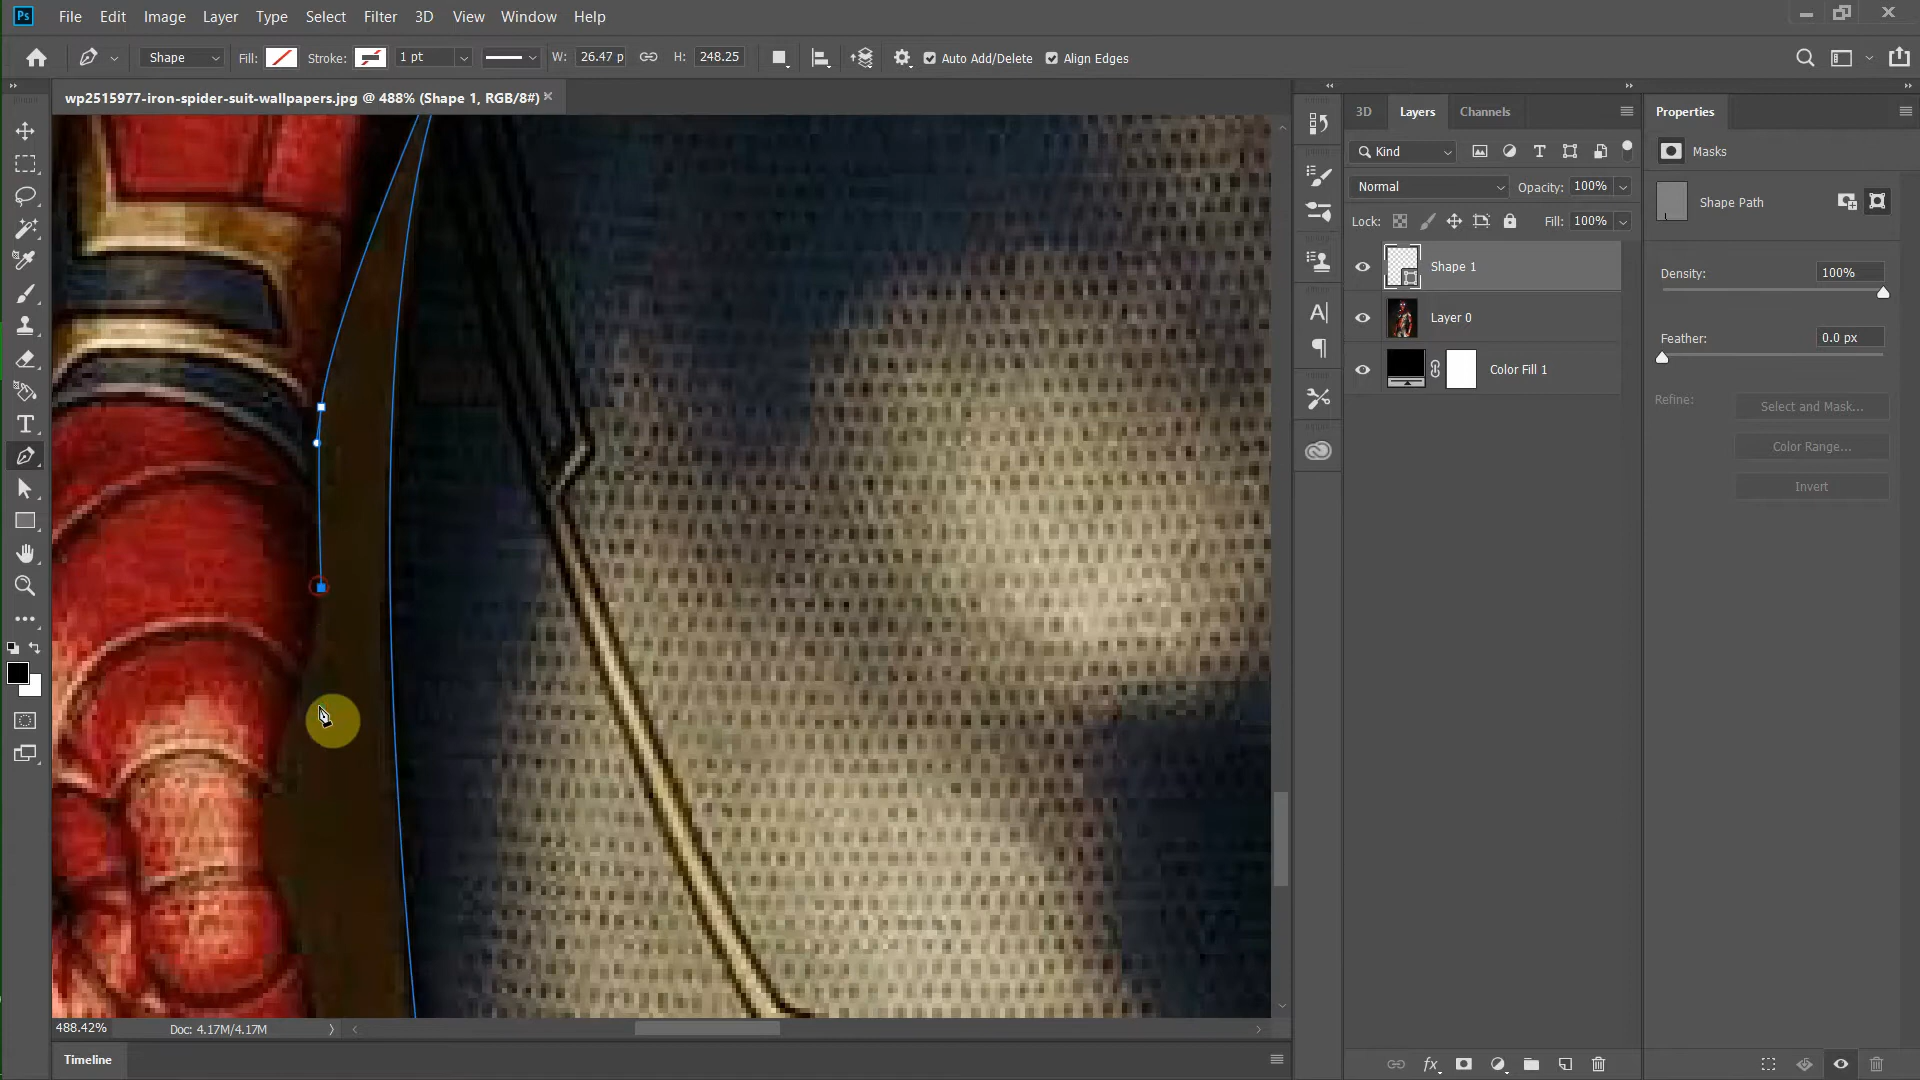 Ps File Edit Image Layer Type Select Filter 3D View Window Help
Shape Fill: Stroke: 1 pt W: 26.47 p H: 248.25 Auto Add/Delete Align Edges
wp2515977-iron-spider-suit-wallpapers.jpg @ 488% (Shape 1, RGB/8#)
3D Layers Channels
Kind
Normal Opacity: 100%
Lock: Fill: 100%
Shape 1
Layer 0
Color Fill 1
Properties
Masks
Shape Path
Density: 100%
Feather: 0.0 px
Refine: Select and Mask...
Color Range...
Invert
488.42% Doc: 4.17M/4.17M
Timeline